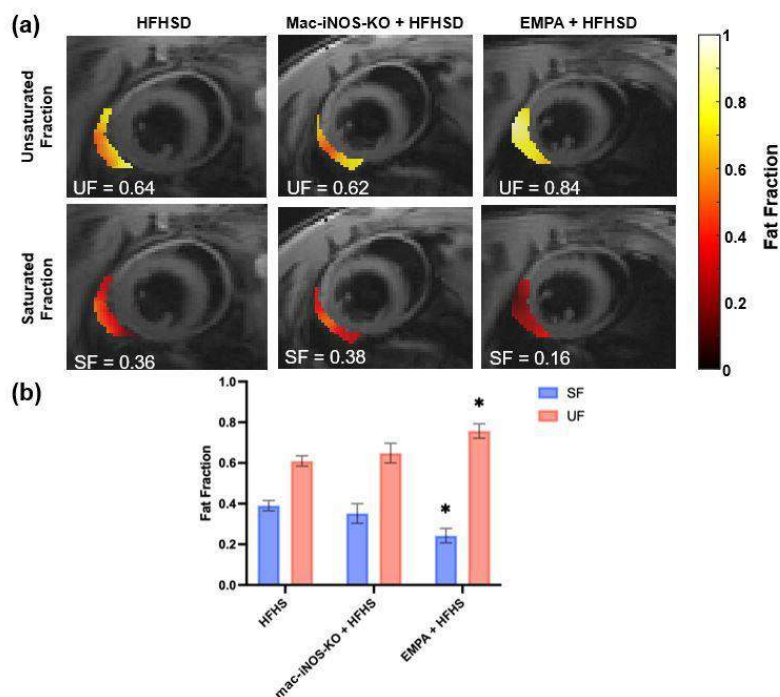 (a)
HFHSD
Mac-iNOS-KO + HFHSD
EMPA + HFHSD
Unsaturated
Fraction
UF = 0.64
UF = 0.62
UF = 0.84
Saturated
Fraction
SF = 0.36
SF = 0.38
SF = 0.16
1
0.8
0.6
0.4
0.2
0
Fat Fraction
(b)
1.0
0.8
0.6
0.4
0.2
0.0
Fat Fraction
*
*
SF
UF
HFHS
mac-iNOS-KO + HFHS
EMPA + HFHS